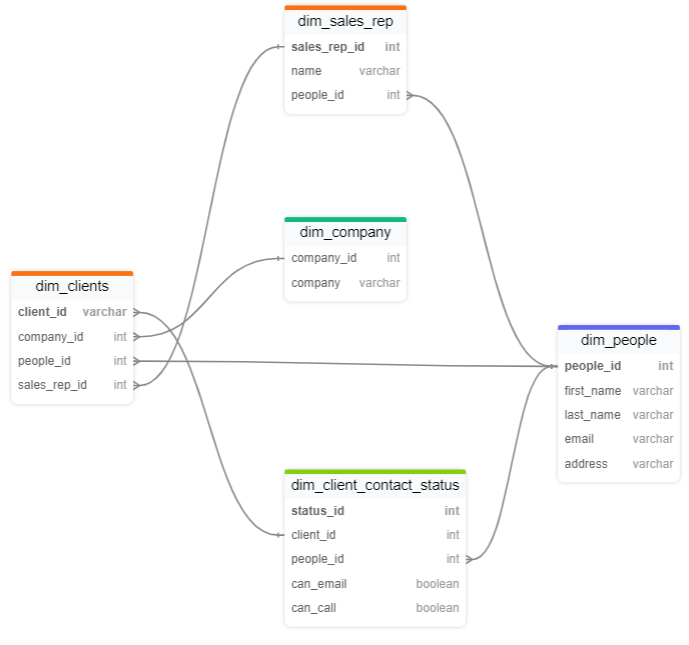 dim_sales_rep
sales_rep_id int
name varchar
people_id int
dim_company
company_id int
company varchar
dim_clients
client_id varchar
company_id int
people_id int
sales_rep_id int
dim_people
people_id int
first_name varchar
last_name varchar
email varchar
address varchar
dim_client_contact_status
status_id int
client_id int
people_id int
can_email boolean
can_call boolean